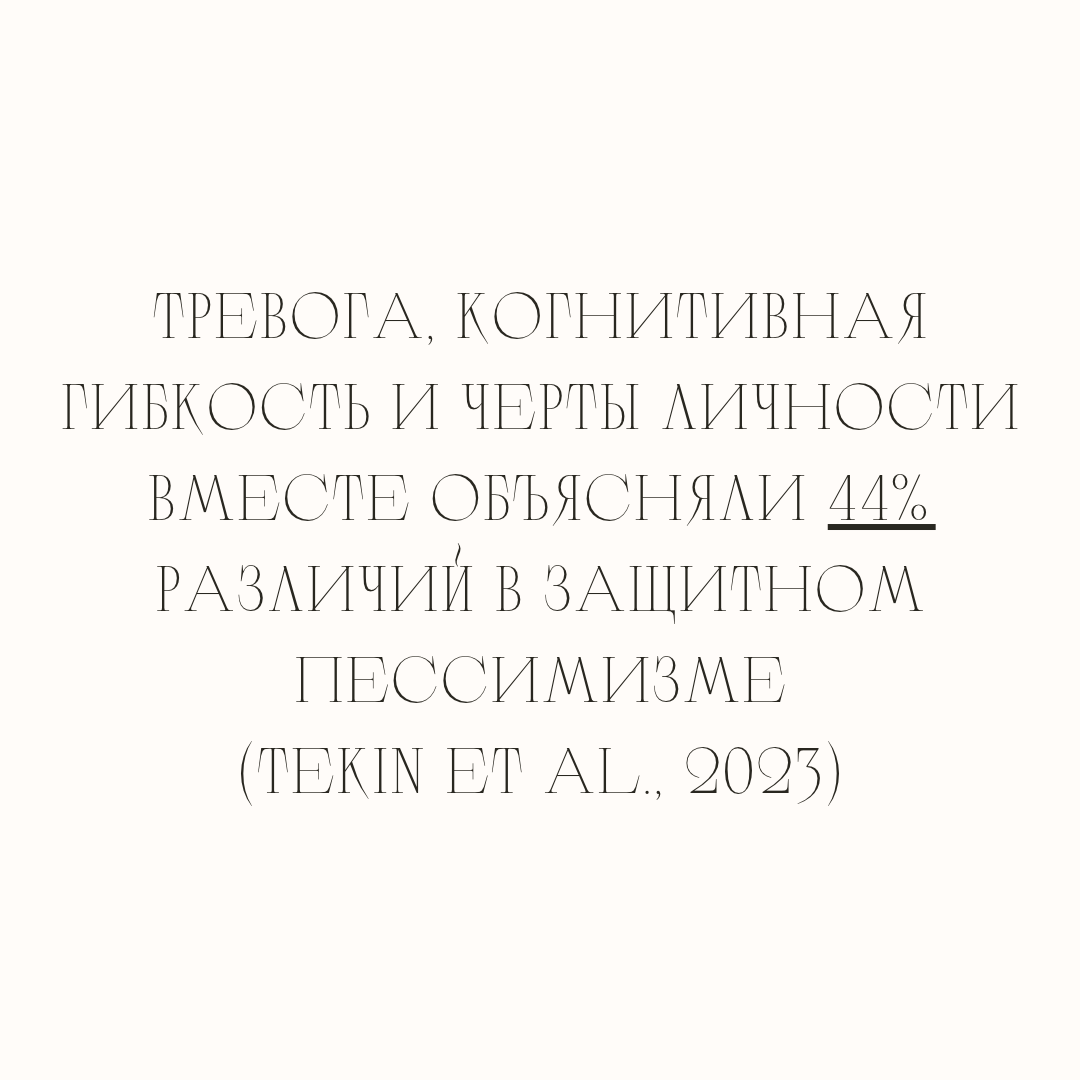 ТРЕВОГА, КОГНИТИВНАЯ
ГИБКОСТЬ И ЧЕРТЫ ЛИЧНОСТИ
ВМЕСТЕ ОБЪЯСНЯЛИ 44%
РАЗЛИЧИЙ В ЗАЩИТНОМ
ПЕССИМИЗМЕ
(TEKIN ET AL., 2023)